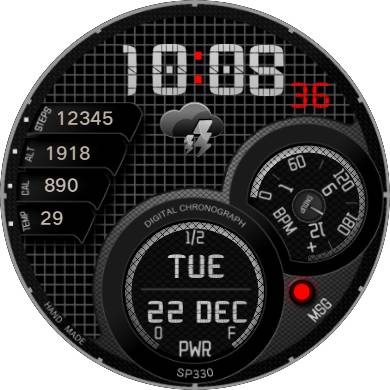 10:08
36
STEPS 12345
ALT 1918
CAL 890
TEMP 29
0 60 120 180
BPM
DIGITAL CHRONOGRAPH
1/2
TUE
22 DEC
0 F
PWR
SP330
MSG
HAND MADE